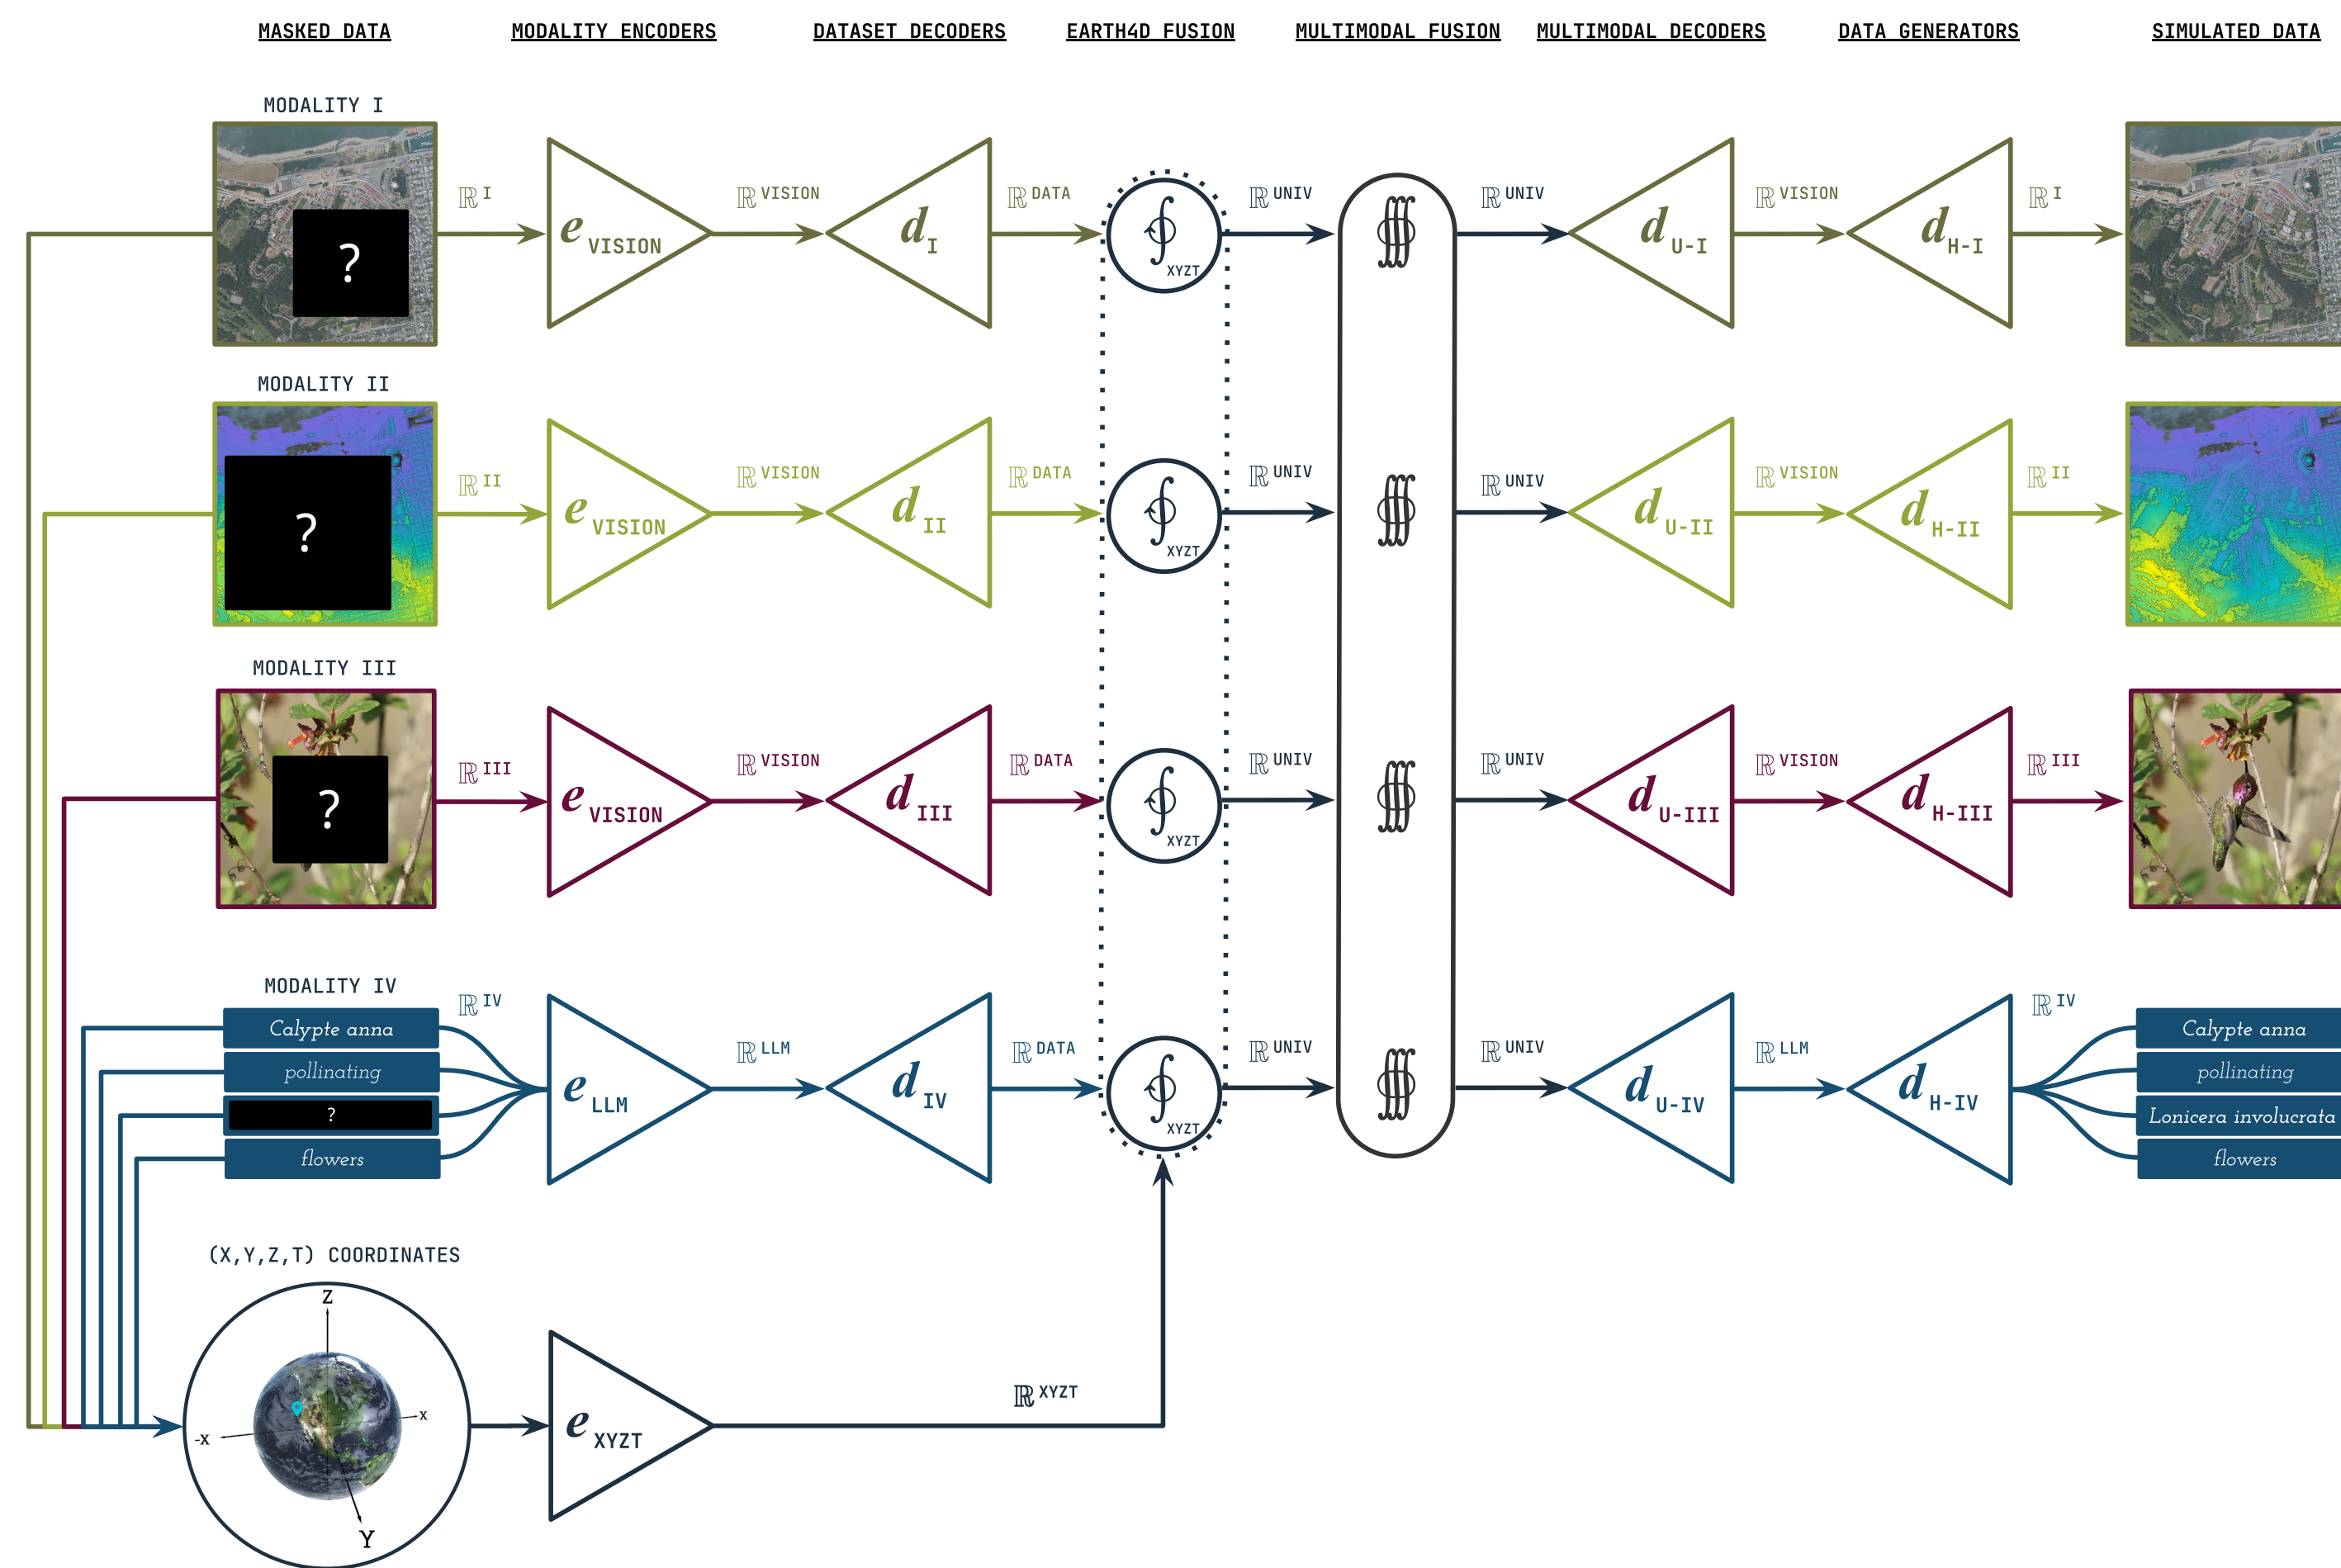 MASKED DATA MODALITY ENCODERS DATASET DECODERS EARTH4D FUSION MULTIMODAL FUSION MULTIMODAL DECODERS DATA GENERATORS SIMULATED DATA
MODALITY I
ℝ I e VISION ℝ VISION d I ℝ DATA ∮ XYZT ℝ UNIV ∰ ℝ UNIV d U-I ℝ VISION d H-I ℝ I
?
MODALITY II
ℝ II e VISION ℝ VISION d II ℝ DATA ∮ XYZT ℝ UNIV ∰ ℝ UNIV d U-II ℝ VISION d H-II ℝ II
?
MODALITY III
ℝ III e VISION ℝ VISION d III ℝ DATA ∮ XYZT ℝ UNIV ∰ ℝ UNIV d U-III ℝ VISION d H-III ℝ III
?
MODALITY IV
ℝ IV e LLM ℝ LLM d IV ℝ DATA ∮ XYZT ℝ UNIV ∰ ℝ UNIV d U-IV ℝ LLM d H-IV ℝ IV
Calypte anna
pollinating
?
flowers
Calypte anna
pollinating
Lonicera involucrata
flowers
(X,Y,Z,T) COORDINATES
Z
-X
X
Y
e XYZT
ℝ XYZT